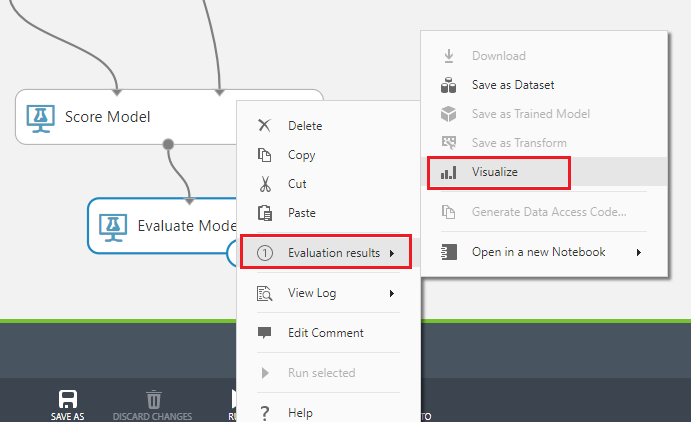 Score Model
Evaluate Mode
Delete
Copy
Cut
Paste
1 Evaluation results
View Log
Edit Comment
Run selected
Help
Download
Save as Dataset
Save as Trained Model
Save as Transform
Visualize
Generate Data Access Code...
Open in a new Notebook
SAVE AS
DISCARD CHANGES
RU
TO